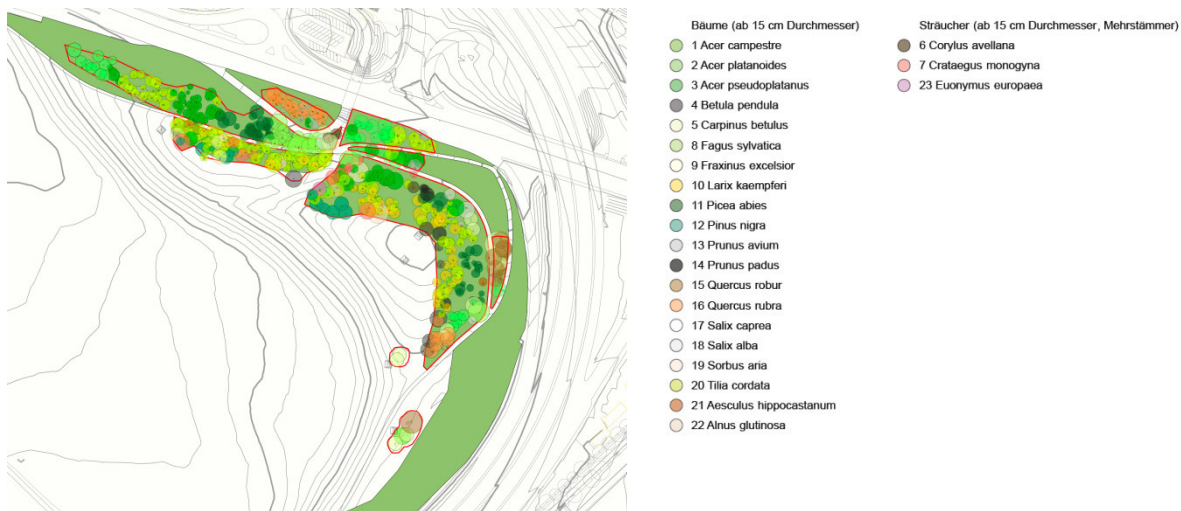 Bäume (ab 15 cm Durchmesser)
1 Acer campestre
2 Acer platanoides
3 Acer pseudoplatanus
4 Betula pendula
5 Carpinus betulus
8 Fagus sylvatica
9 Fraxinus excelsior
10 Larix kaempferi
11 Picea abies
12 Pinus nigra
13 Prunus avium
14 Prunus padus
15 Quercus robur
16 Quercus rubra
17 Salix caprea
18 Salix alba
19 Sorbus aria
20 Tilia cordata
21 Aesculus hippocastanum
22 Alnus glutinosa
Sträucher (ab 15 cm Durchmesser, Mehrstämmer)
6 Corylus avellana
7 Crataegus monogyna
23 Euonymus europaea